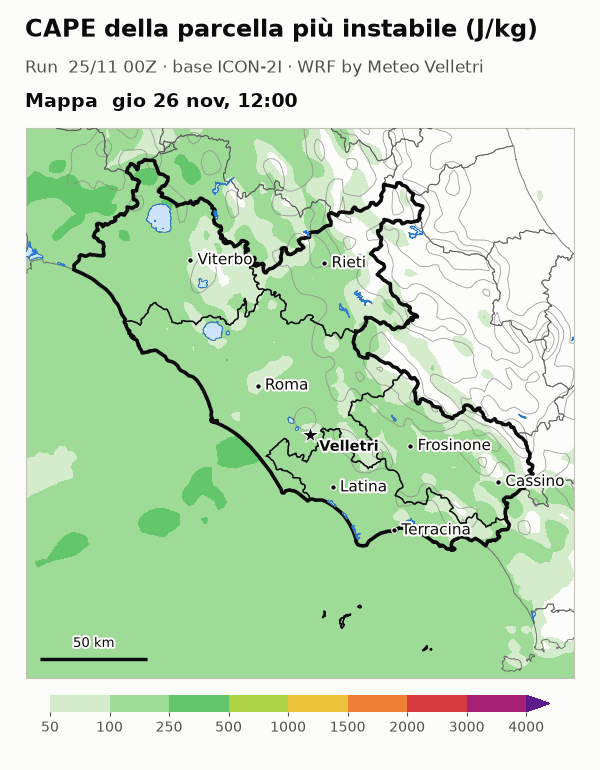 CAPE della parcella più instabile (J/kg)
Run  25/11 00Z · base ICON-2I · WRF by Meteo Velletri
Mappa  gio 26 nov, 12:00
Viterbo
Rieti
Roma
Velletri
Frosinone
Cassino
Latina
Terracina
50 km
50 100 250 500 1000 1500 2000 3000 4000